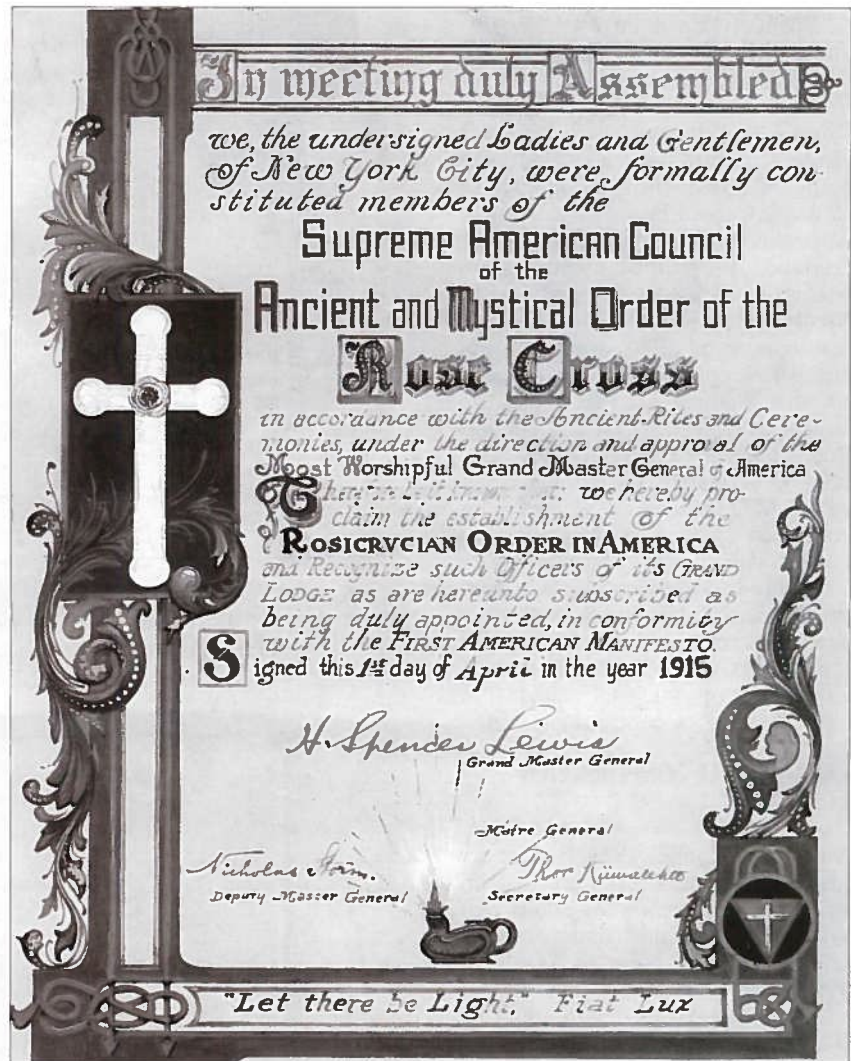 In meeting duly Assembled
we, the undersigned Ladies and Gentlemen,
of New York City, were formally con-
stituted members of the
Supreme American Council
of the
Ancient and Mystical Order of the
Rose Cross
in accordance with the Ancient Rites and Cere-
monies, under the direction and approval of the
Most Worshipful Grand Master General of America
we hereby pro-
claim the establishment of the
ROSICRVCIAN ORDER IN AMERICA
and Recognize such Officers of its GRAND
LODGE as are hereunto subscribed as
being duly appointed, in conformity
with the FIRST AMERICAN MANIFESTO.
Signed this 1st day of April in the year 1915
H. Spencer Lewis
Grand Master General
Matre General
Nicholas Storm.
Thor
Deputy Master General
Secretary General
"Let there be Light." Fiat Lux